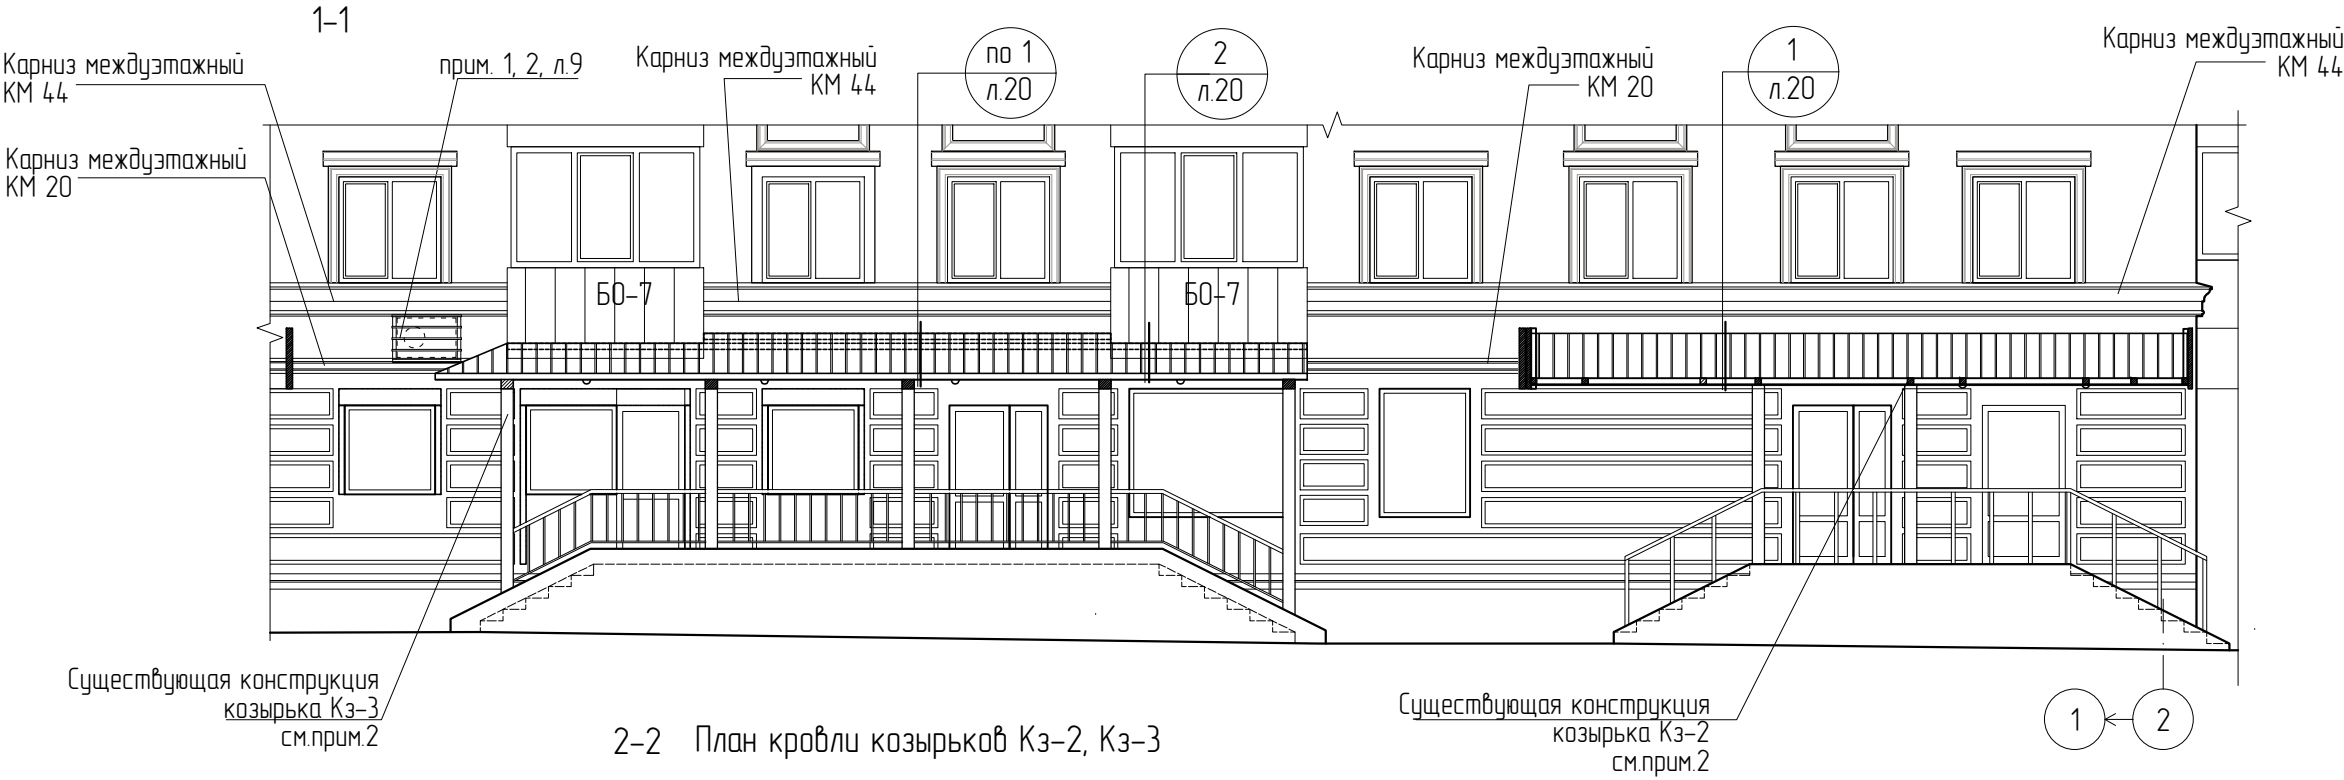 1-1
Карниз междуэтажный
КМ 44
прим. 1, 2, л.9
Карниз междуэтажный
КМ 44
по 1
л.20
2
л.20
Карниз междуэтажный
КМ 20
1
л.20
Карниз междуэтажный
КМ 44
Карниз междуэтажный
КМ 20
БО-7
БО-7
Существующая конструкция
козырька Кз-3
см.прим.2
Существующая конструкция
козырька Кз-2
см.прим.2
1
2
2-2 План кровли козырьков Кз-2, Кз-3